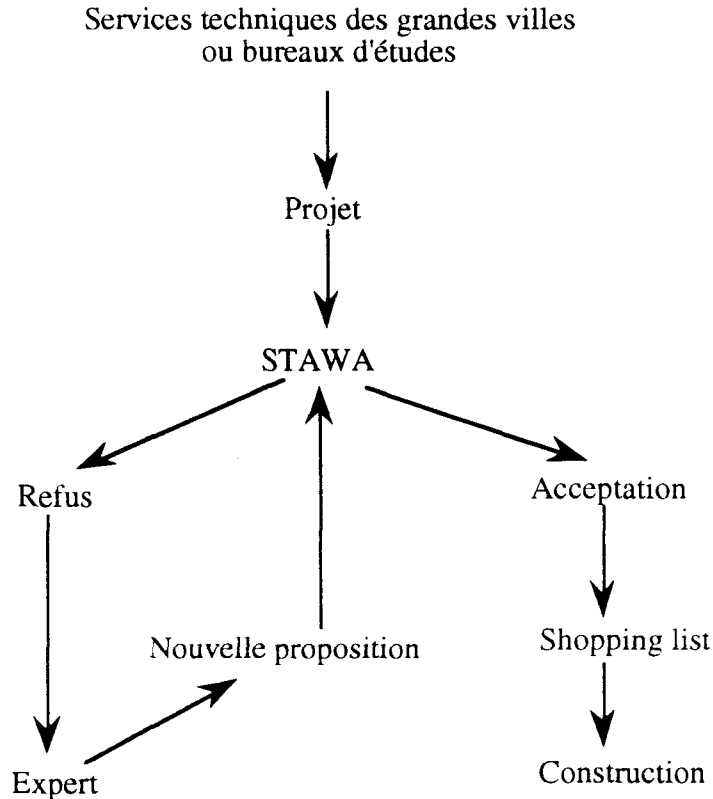 Services techniques des grandes villes
ou bureaux d'études
Projet
STAWA
Refus
Acceptation
Nouvelle proposition
Shopping list
Expert
Construction